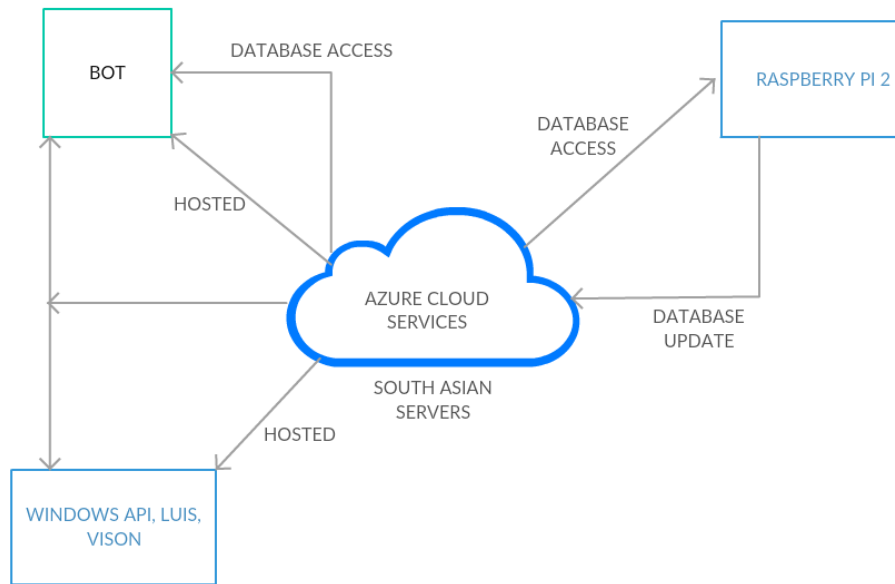 BOT
DATABASE ACCESS
RASPBERRY PI 2
DATABASE
ACCESS
HOSTED
AZURE CLOUD
SERVICES
DATABASE
UPDATE
SOUTH ASIAN
SERVERS
HOSTED
WINDOWS API, LUIS,
VISON